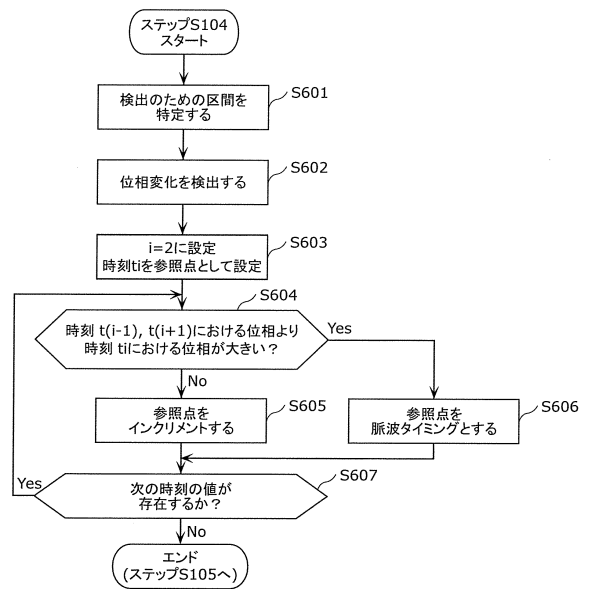 ステップS104
スタート
S601
検出のための区間を
特定する
S602
位相変化を検出する
S603
i=2に設定
時刻tiを参照点として設定
S604
時刻 t(i-1), t(i+1)における位相より
時刻 tiにおける位相が大きい？
Yes
No
S605
参照点を
インクリメントする
S606
参照点を
脈波タイミングとする
S607
次の時刻の値が
存在するか？
Yes
No
エンド
(ステップS105へ)